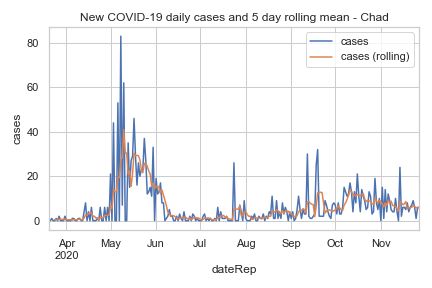 New COVID-19 daily cases and 5 day rolling mean - Chad
cases
cases (rolling)
80
60
40
20
0
cases
Apr May Jun Jul Aug Sep Oct Nov
2020
dateRep